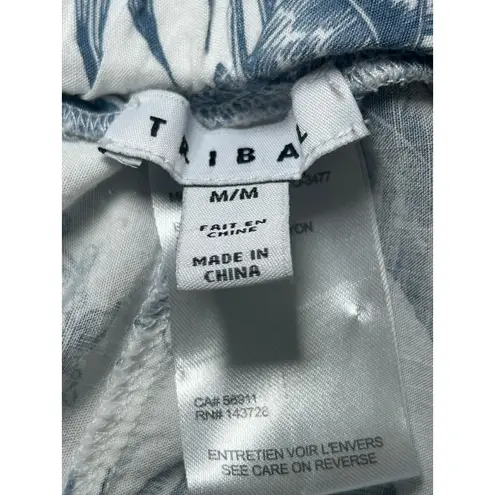 TRIBAL
M/M
FAIT EN
CHINE
MADE IN
CHINA
CA# 56911
RN# 143728
ENTRETIEN VOIR L'ENVERS
SEE CARE ON REVERSE